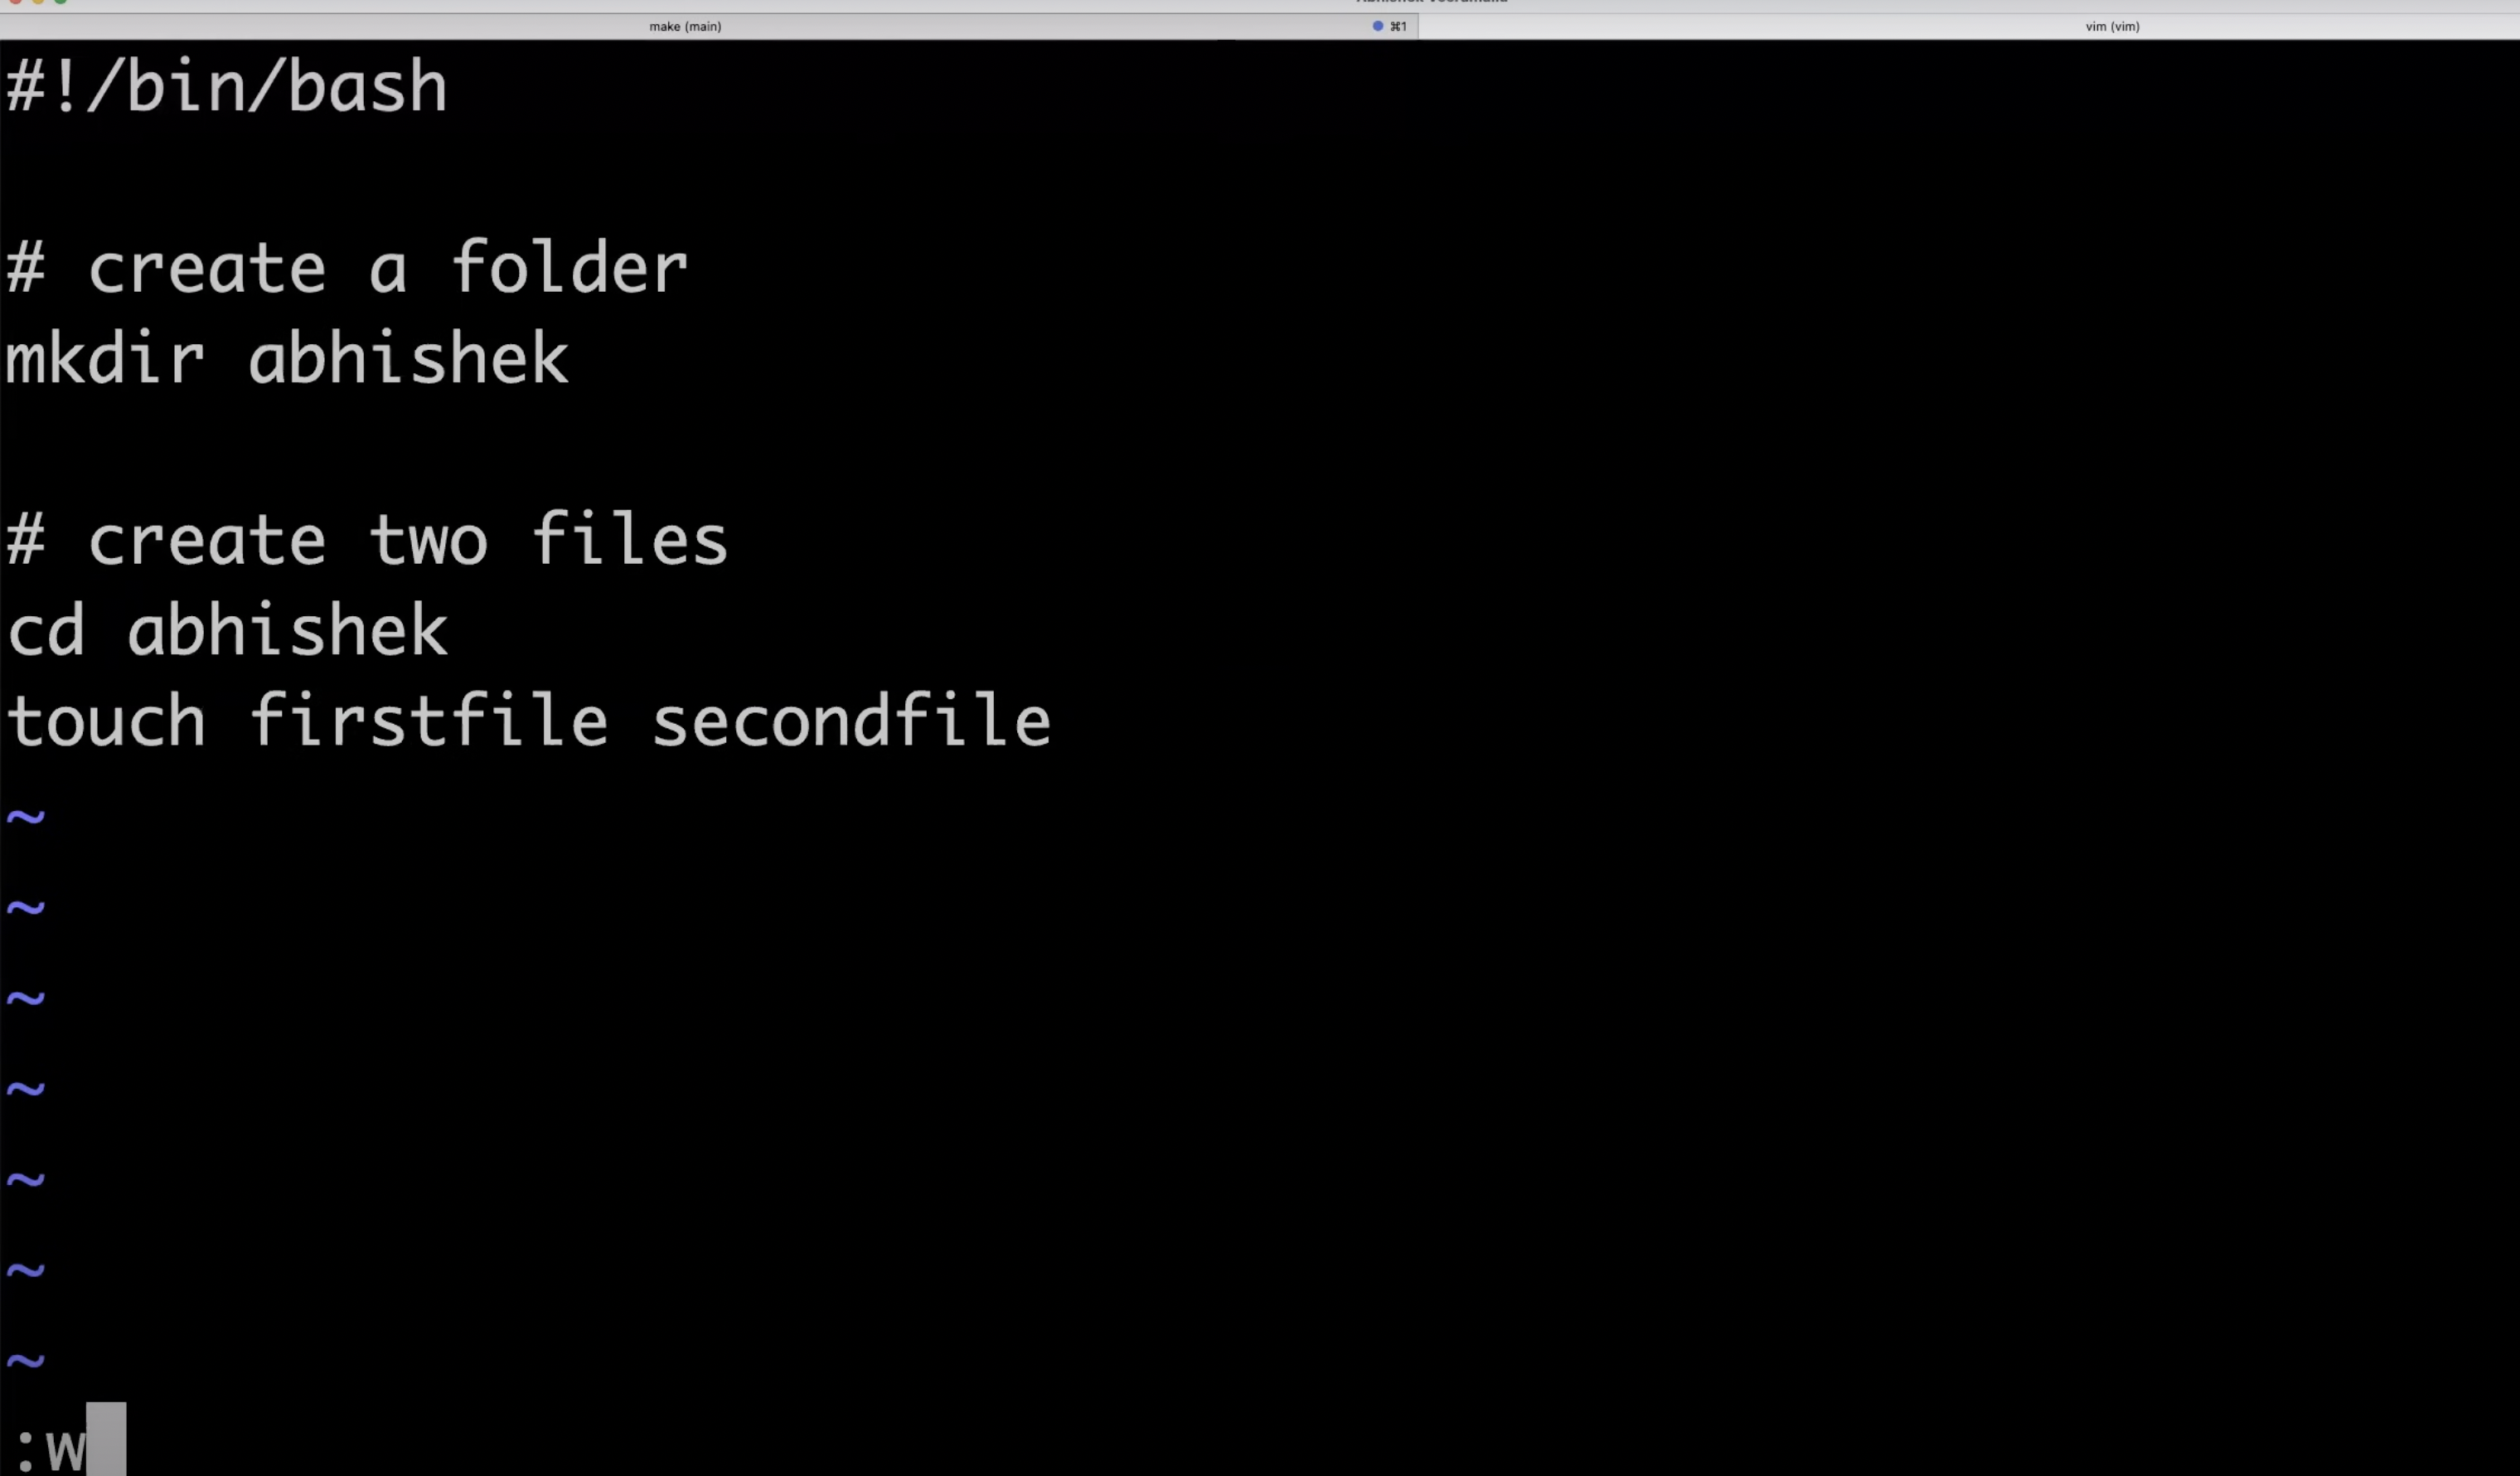 make (main)
⌘1
vim (vim)
#!/bin/bash
# create a folder
mkdir abhishek
# create two files
cd abhishek
touch firstfile secondfile
~
~
~
~
~
~
~
:w